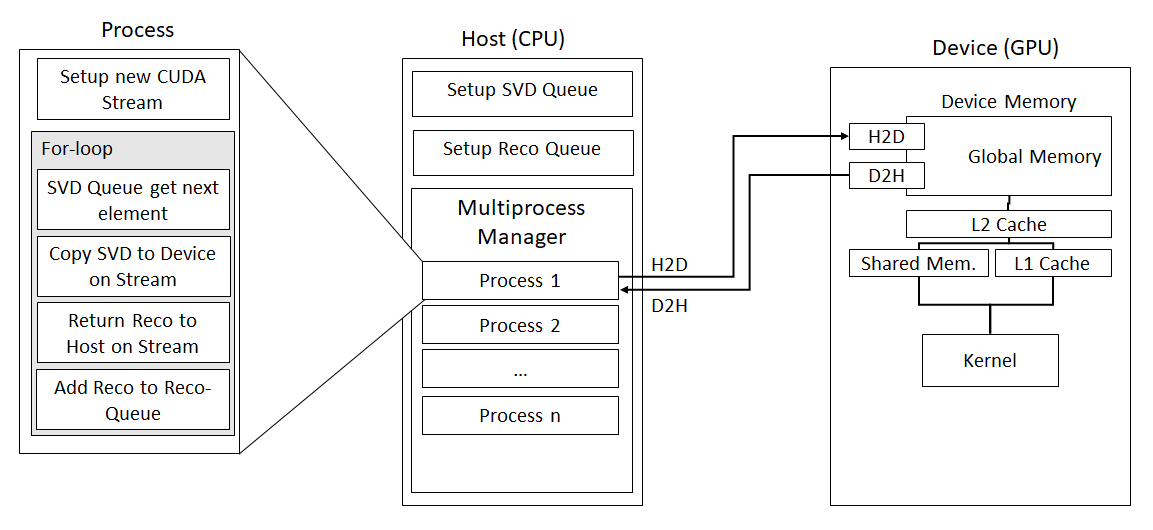 Process
Setup new CUDA
Stream
For-loop
SVD Queue get next
element
Copy SVD to Device
on Stream
Return Reco to
Host on Stream
Add Reco to Reco-
Queue
Host (CPU)
Setup SVD Queue
Setup Reco Queue
Multiprocess
Manager
Process 1
Process 2
...
Process n
H2D
D2H
Device (GPU)
Device Memory
H2D
Global Memory
D2H
L2 Cache
Shared Mem.
L1 Cache
Kernel